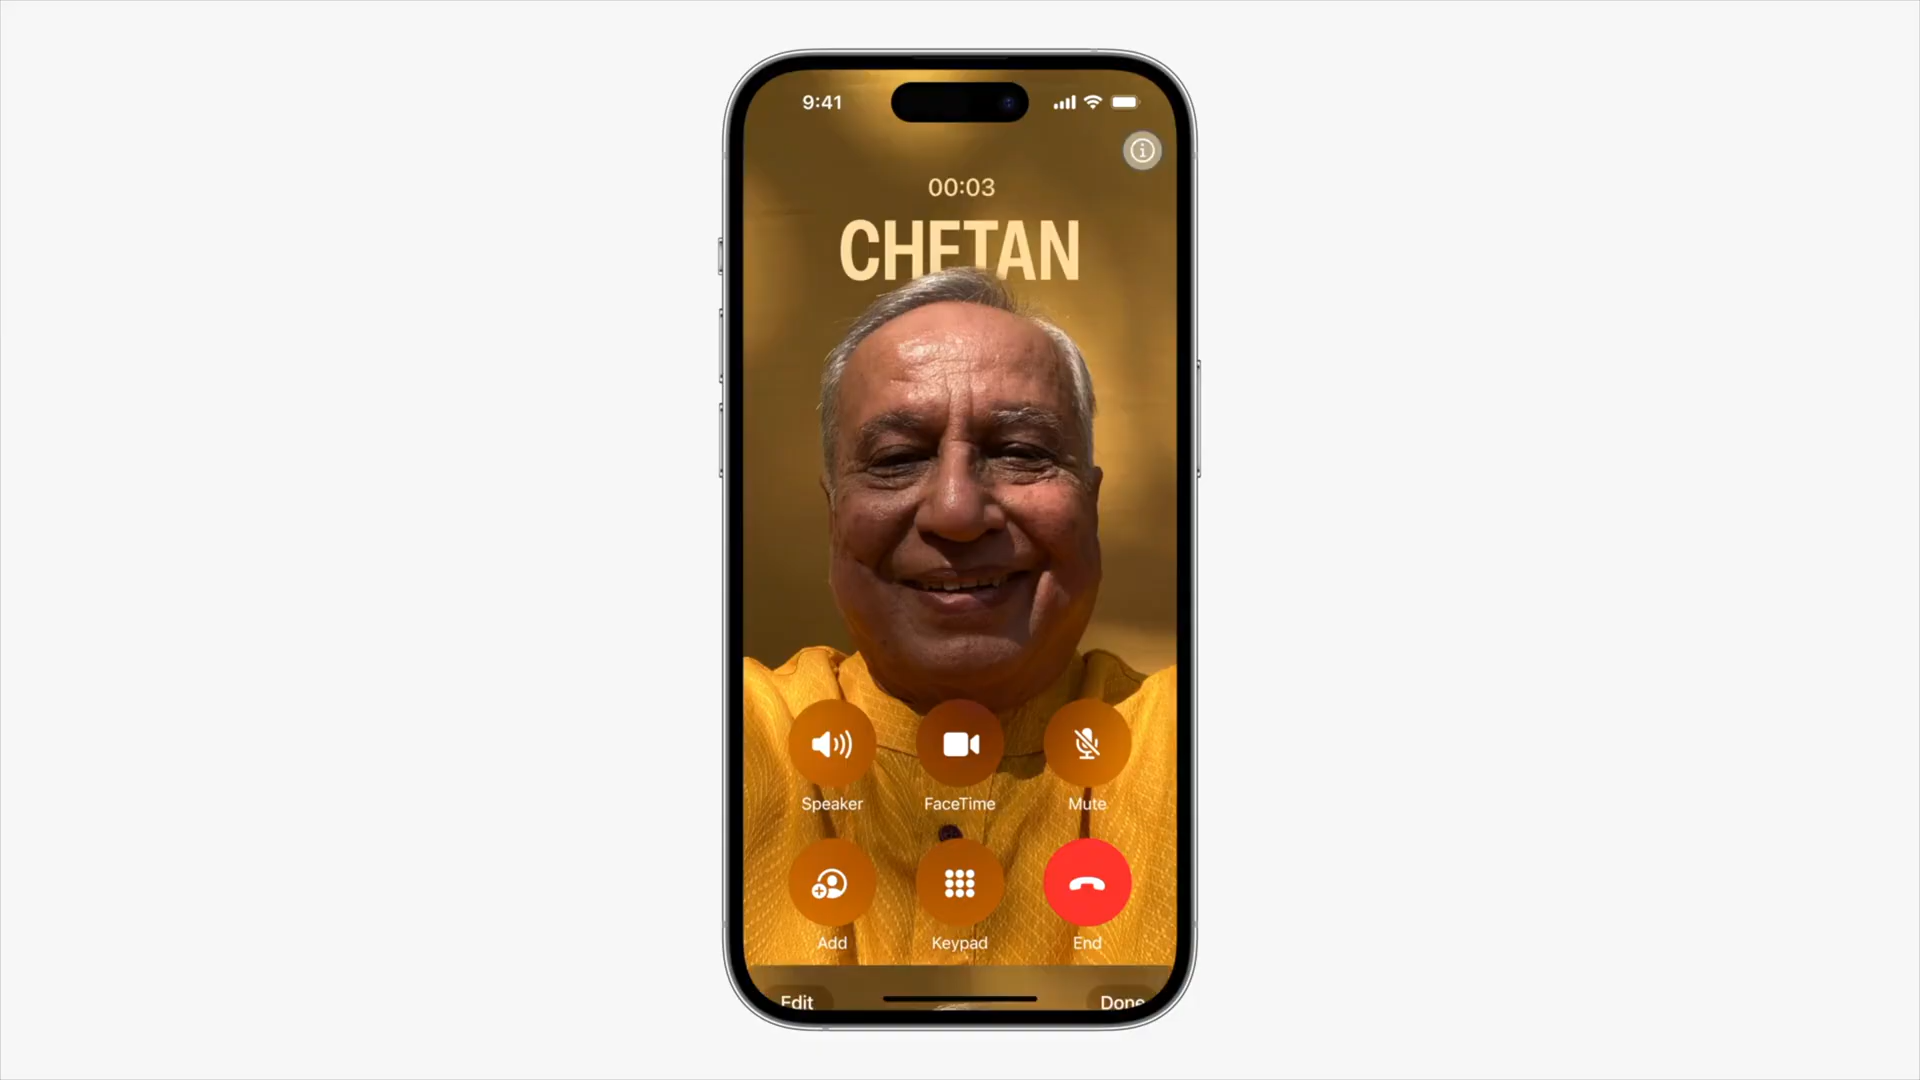 9:41
00:03
CHETAN
Speaker FaceTime Mute
Add Keypad End
Edit Done